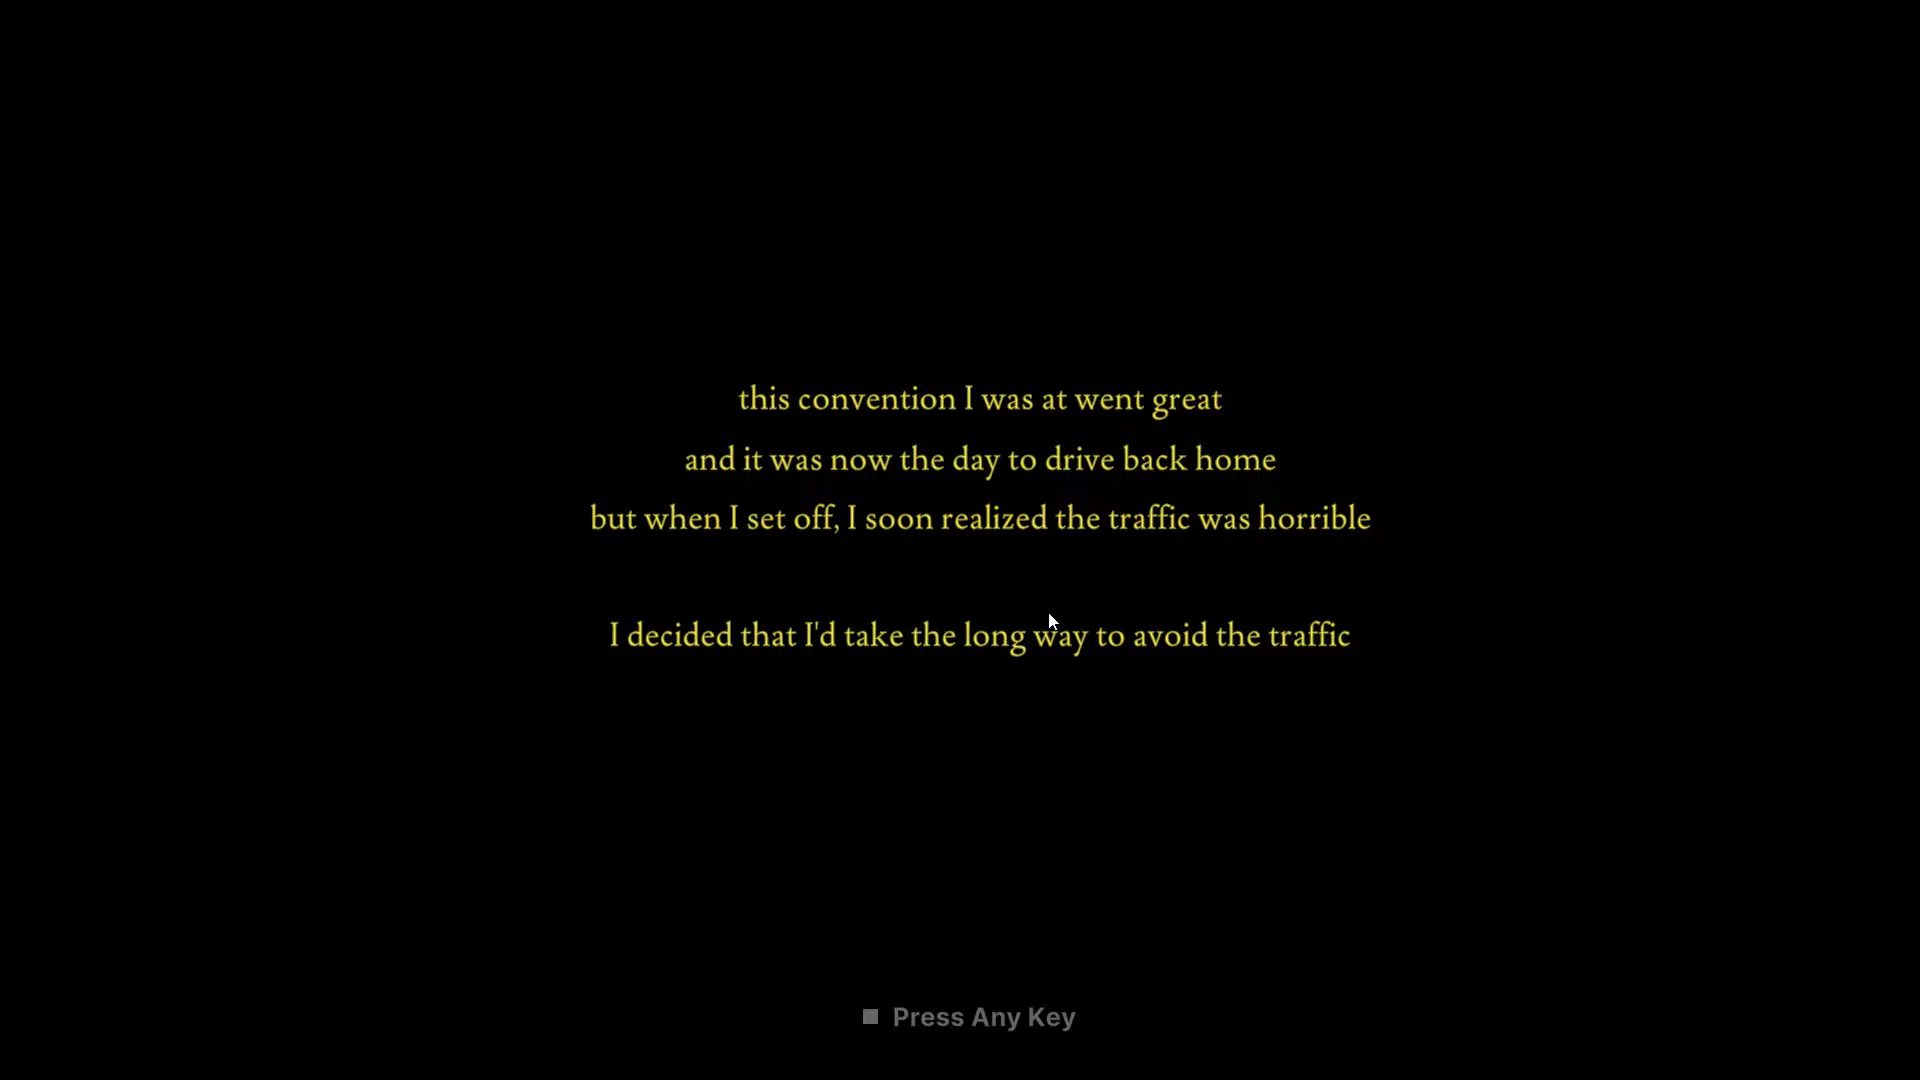 this convention I was at went great
and it was now the day to drive back home
but when I set off, I soon realized the traffic was horrible
I decided that I'd take the long way to avoid the traffic
Press Any Key